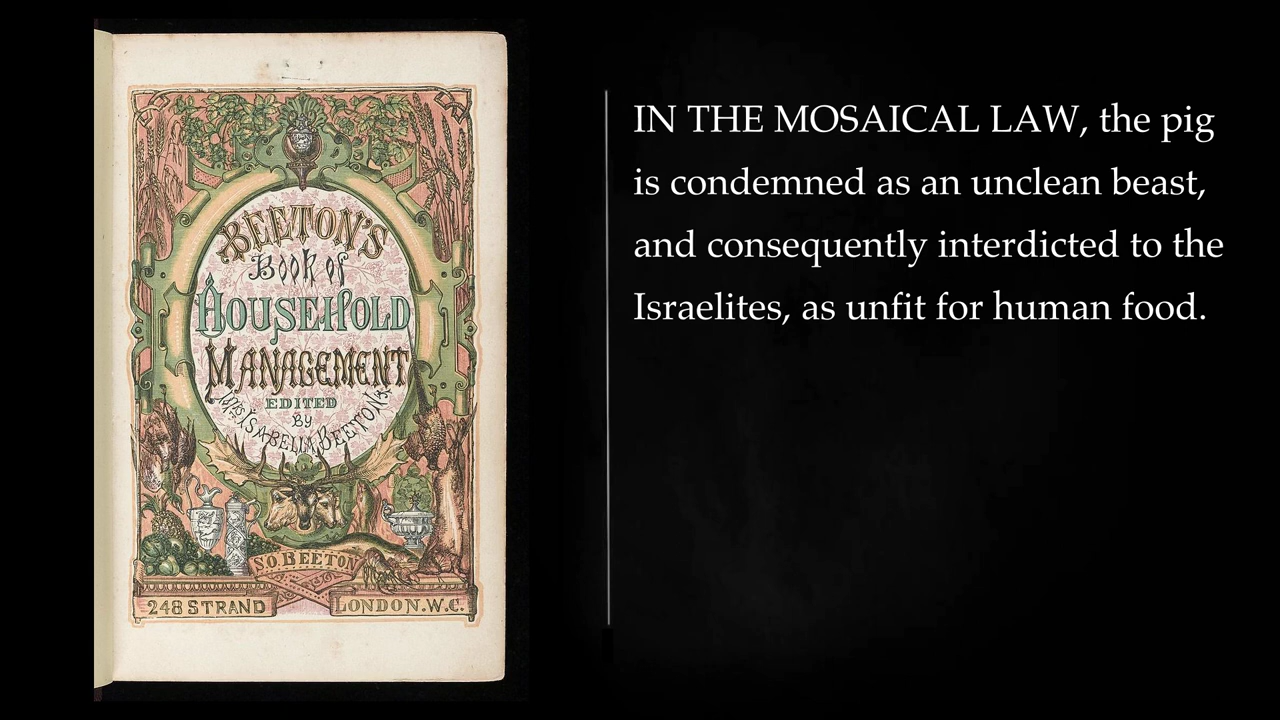 BEETON'S
Book of
HOUSEHOLD
MANAGEMENT
EDITED
BY
MRS ISABELLA BEETON
S.O. BEETON
248 STRAND
LONDON. W.C.
IN THE MOSAICAL LAW, the pig
is condemned as an unclean beast,
and consequently interdicted to the
Israelites, as unfit for human food.